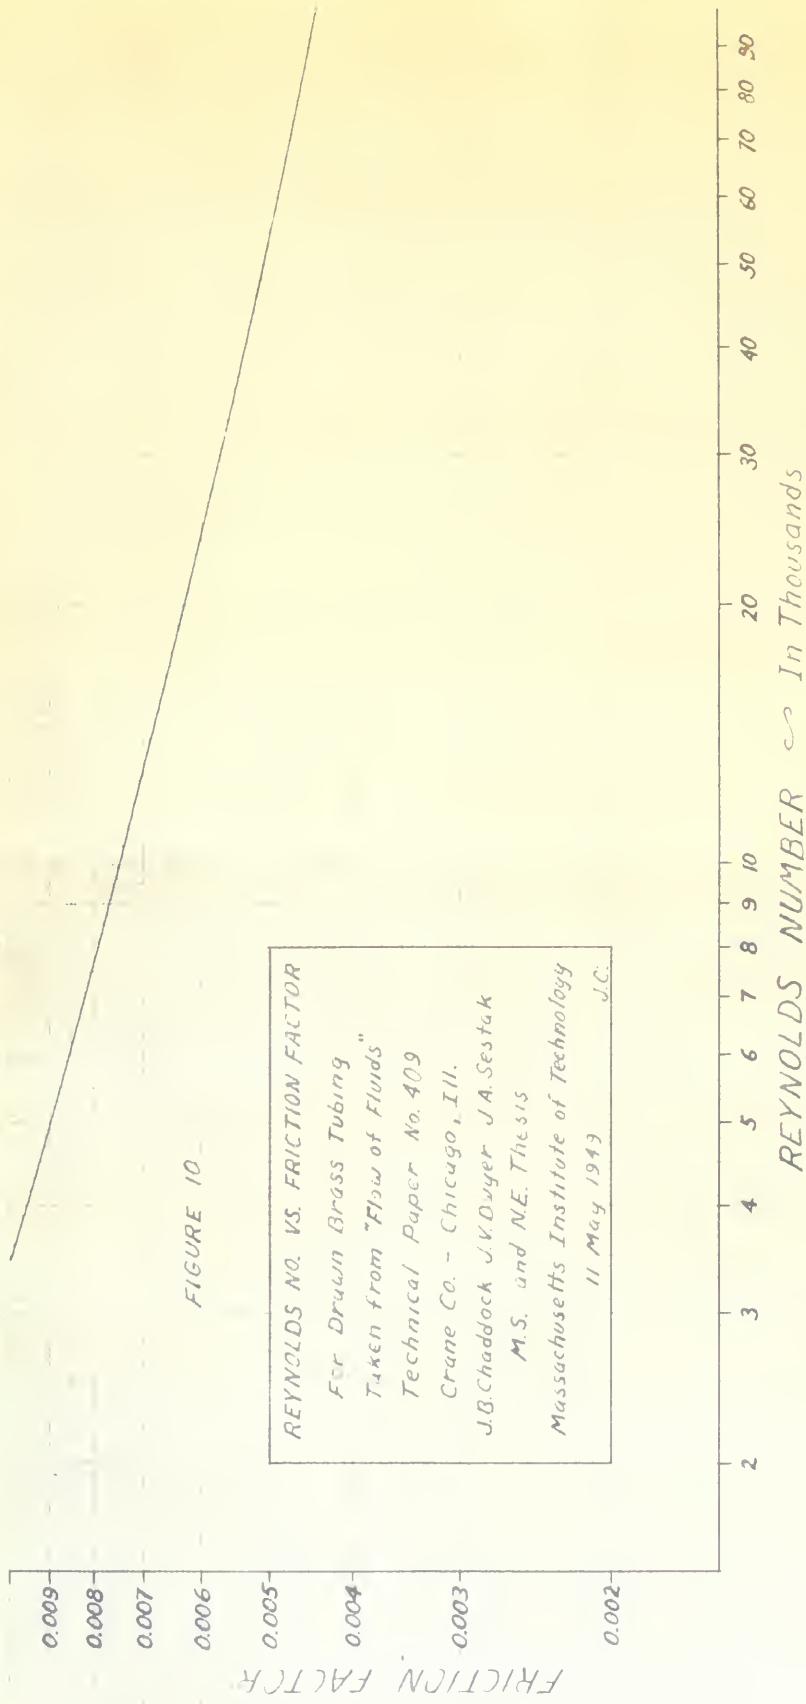 FIGURE 10
REYNOLDS NO. VS. FRICTION FACTOR
For Drawn Brass Tubing
Taken from "Flow of Fluids"
Technical Paper No. 409
Crane Co. - Chicago, Ill.
J.B.Chaddock J.V.Dwyer J.A.Sestak
M.S. and N.E. Thesis
Massachusetts Institute of Technology
11 May 1949
J.C.
FRICTION FACTOR
0.009
0.008
0.007
0.006
0.005
0.004
0.003
0.002
2 3 4 5 6 7 8 9 10 20 30 40 50 60 70 80 90
REYNOLDS NUMBER ~ In Thousands